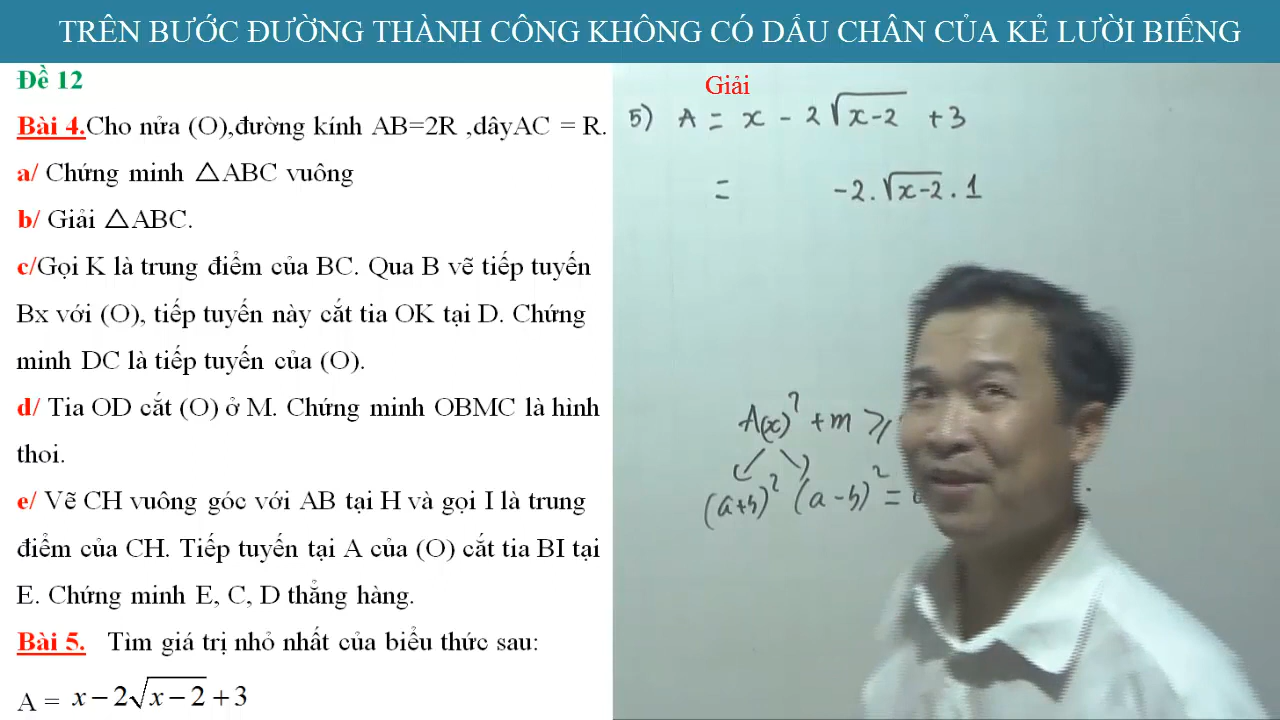 TRÊN BƯỚC ĐƯỜNG THÀNH CÔNG KHÔNG CÓ DẤU CHÂN CỦA KẺ LƯỜI BIẾNG
Đề 12
Bài 4.Cho nửa (O),đường kính AB=2R ,dâyAC = R.
a/ Chứng minh △ABC vuông
b/ Giải △ABC.
c/Gọi K là trung điểm của BC. Qua B vẽ tiếp tuyến
Bx với (O), tiếp tuyến này cắt tia OK tại D. Chứng
minh DC là tiếp tuyến của (O).
d/ Tia OD cắt (O) ở M. Chứng minh OBMC là hình
thoi.
e/ Vẽ CH vuông góc với AB tại H và gọi I là trung
điểm của CH. Tiếp tuyến tại A của (O) cắt tia BI tại
E. Chứng minh E, C, D thẳng hàng.
Bài 5. Tìm giá trị nhỏ nhất của biểu thức sau:
A = x − 2√(x − 2) + 3
Giải
5) A = x − 2 √(x−2) + 3
= −2.√(x−2) . 1
A(x)² + m ≥
(a+b)² (a−b)² =